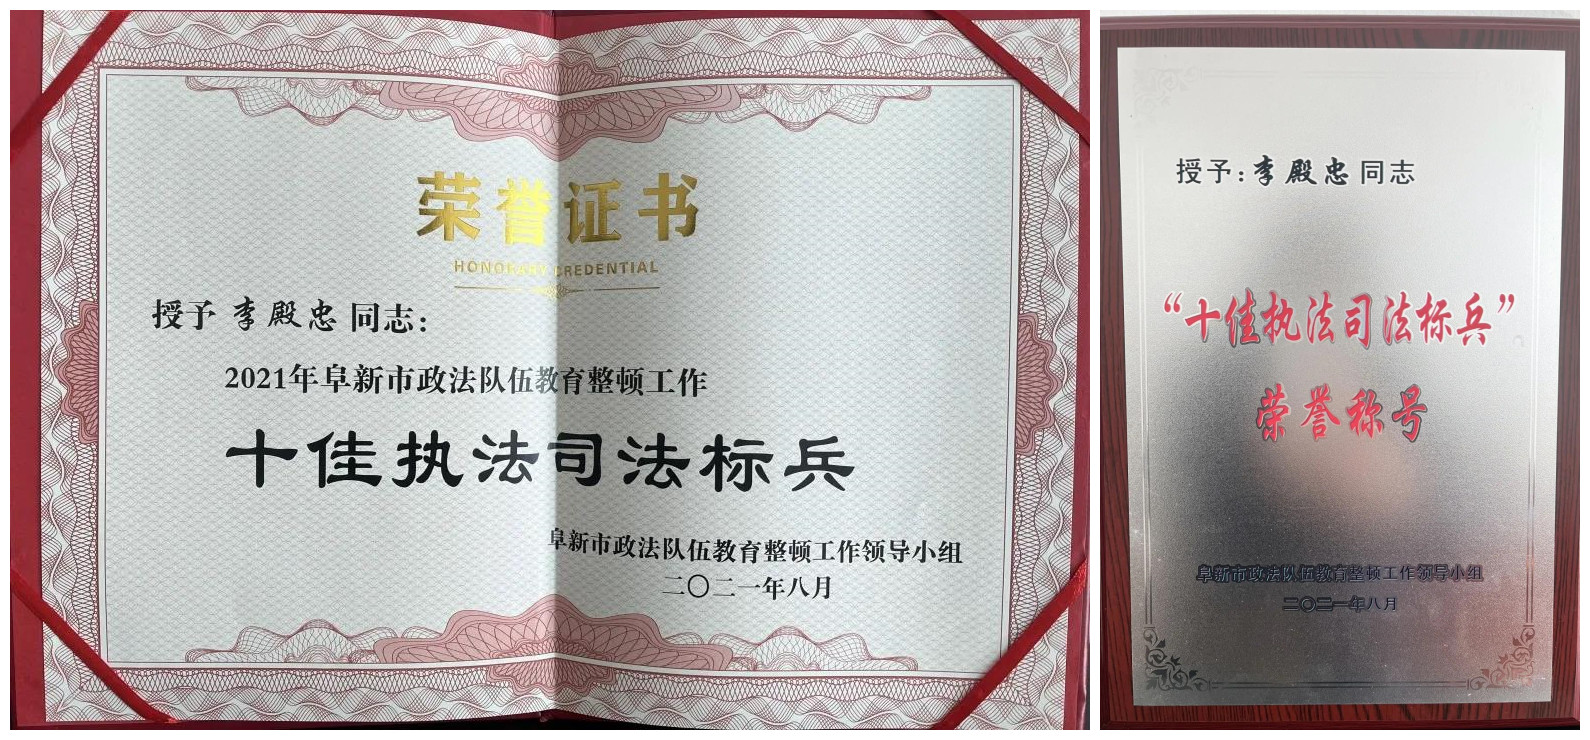 荣誉证书
HONORARY CREDENTIAL
授予 李殿忠 同志：
2021年阜新市政法队伍教育整顿工作
十佳执法司法标兵
阜新市政法队伍教育整顿工作领导小组
二〇二一年八月
授予：李殿忠同志
“十佳执法司法标兵”
荣誉称号
阜新市政法队伍教育整顿工作领导小组
二〇二一年八月